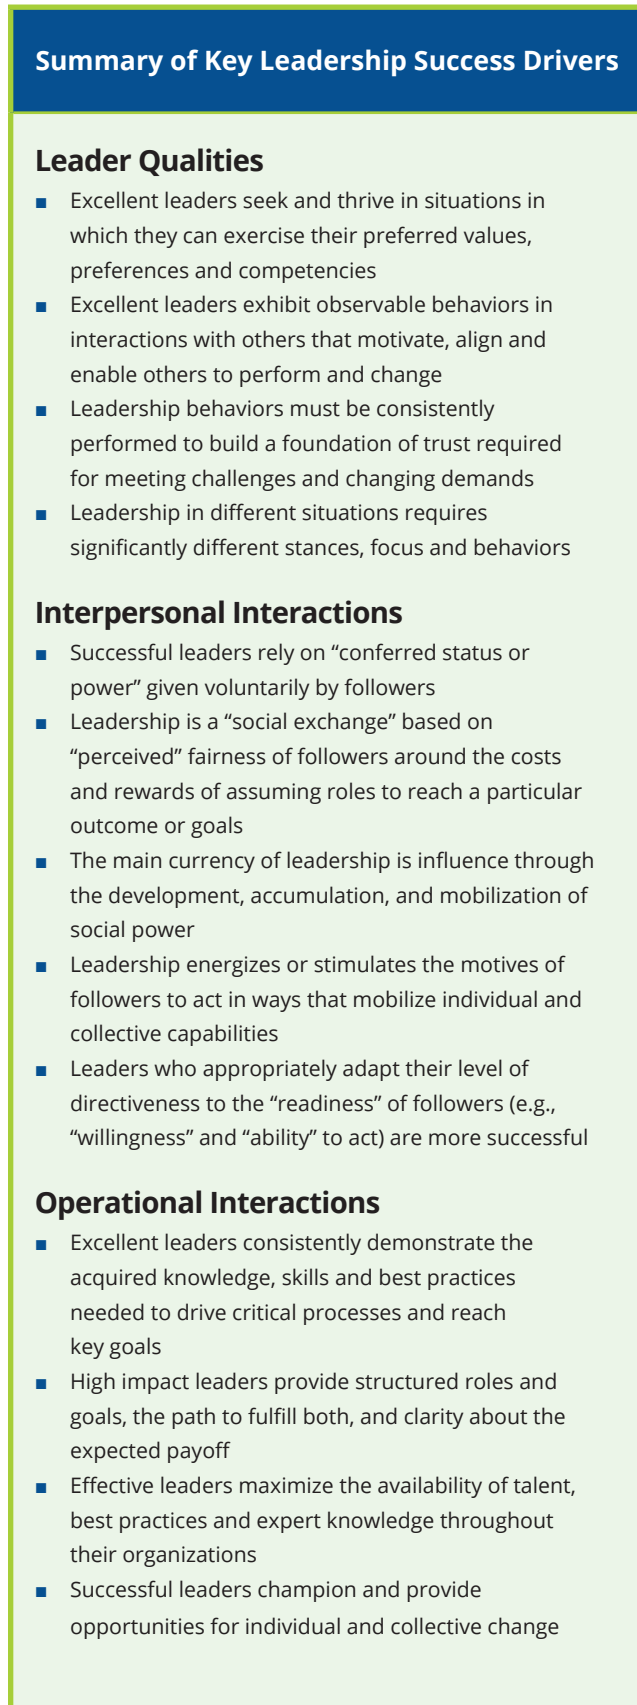 Summary of Key Leadership Success Drivers
Leader Qualities
■ Excellent leaders seek and thrive in situations in
which they can exercise their preferred values,
preferences and competencies
■ Excellent leaders exhibit observable behaviors in
interactions with others that motivate, align and
enable others to perform and change
■ Leadership behaviors must be consistently
performed to build a foundation of trust required
for meeting challenges and changing demands
■ Leadership in different situations requires
significantly different stances, focus and behaviors
Interpersonal Interactions
■ Successful leaders rely on “conferred status or
power” given voluntarily by followers
■ Leadership is a “social exchange” based on
“perceived” fairness of followers around the costs
and rewards of assuming roles to reach a particular
outcome or goals
■ The main currency of leadership is influence through
the development, accumulation, and mobilization of
social power
■ Leadership energizes or stimulates the motives of
followers to act in ways that mobilize individual and
collective capabilities
■ Leaders who appropriately adapt their level of
directiveness to the “readiness” of followers (e.g.,
“willingness” and “ability” to act) are more successful
Operational Interactions
■ Excellent leaders consistently demonstrate the
acquired knowledge, skills and best practices
needed to drive critical processes and reach
key goals
■ High impact leaders provide structured roles and
goals, the path to fulfill both, and clarity about the
expected payoff
■ Effective leaders maximize the availability of talent,
best practices and expert knowledge throughout
their organizations
■ Successful leaders champion and provide
opportunities for individual and collective change